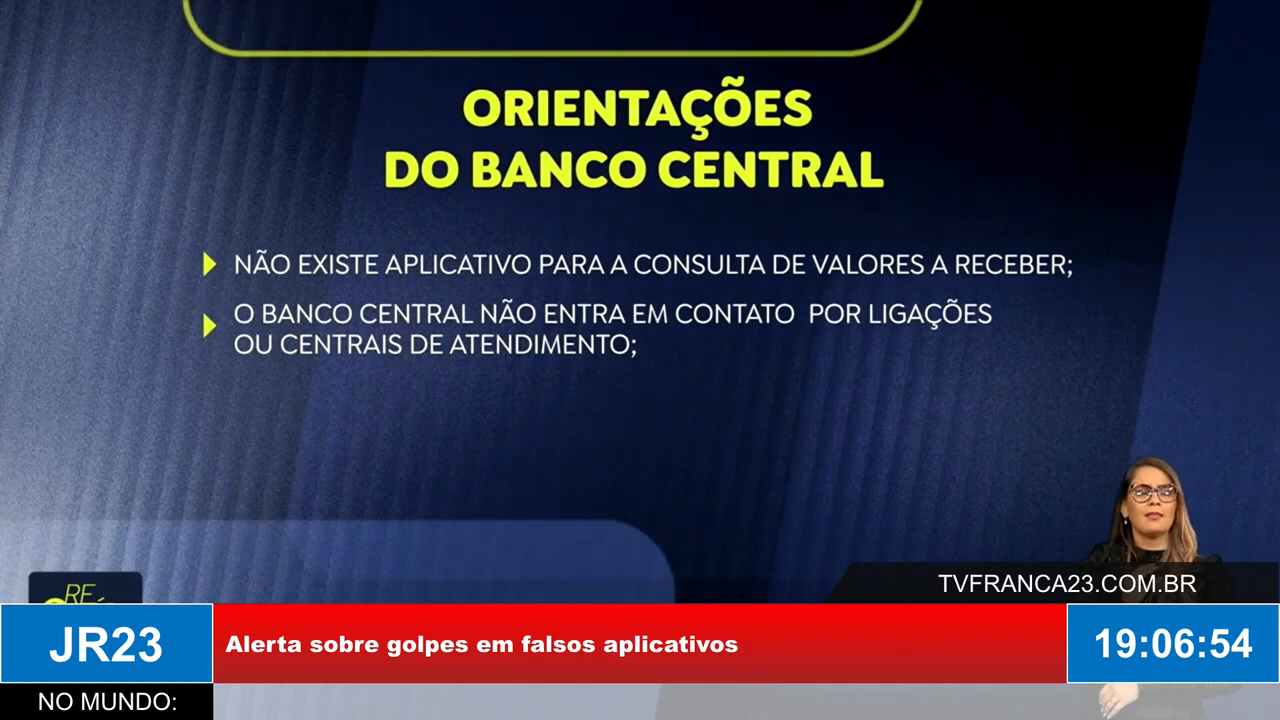 ORIENTAÇÕES
DO BANCO CENTRAL
NÃO EXISTE APLICATIVO PARA A CONSULTA DE VALORES A RECEBER;
O BANCO CENTRAL NÃO ENTRA EM CONTATO POR LIGAÇÕES
OU CENTRAIS DE ATENDIMENTO;
RE
TVFRANCA23.COM.BR
JR23
Alerta sobre golpes em falsos aplicativos
19:06:54
NO MUNDO: